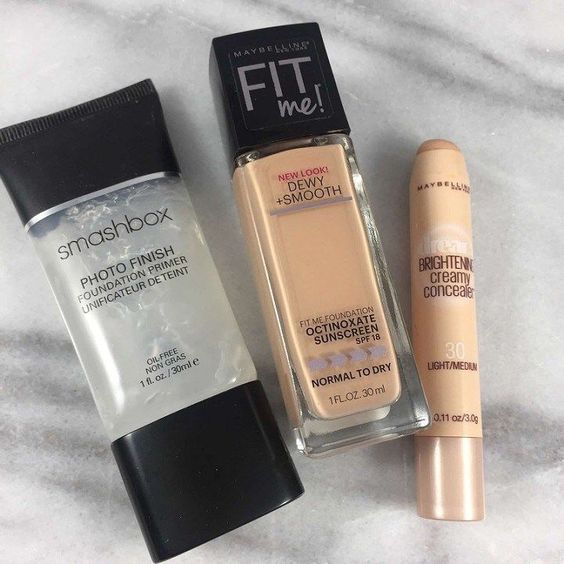 smashbox
PHOTO FINISH
FOUNDATION PRIMER
UNIFICATEUR DE TEINT
OIL-FREE
NON GRAS
1 fl. oz. / 30ml e
MAYBELLINE
NEW YORK
FIT
me!
NEW LOOK!
DEWY
+SMOOTH
FIT ME FOUNDATION
OCTINOXATE
SUNSCREEN
SPF 18
NORMAL TO DRY
1 FL.OZ. 30 ml
MAYBELLINE
BRIGHTENING
creamy
concealer
30
LIGHT/MEDIUM
0.11 oz/3.0g